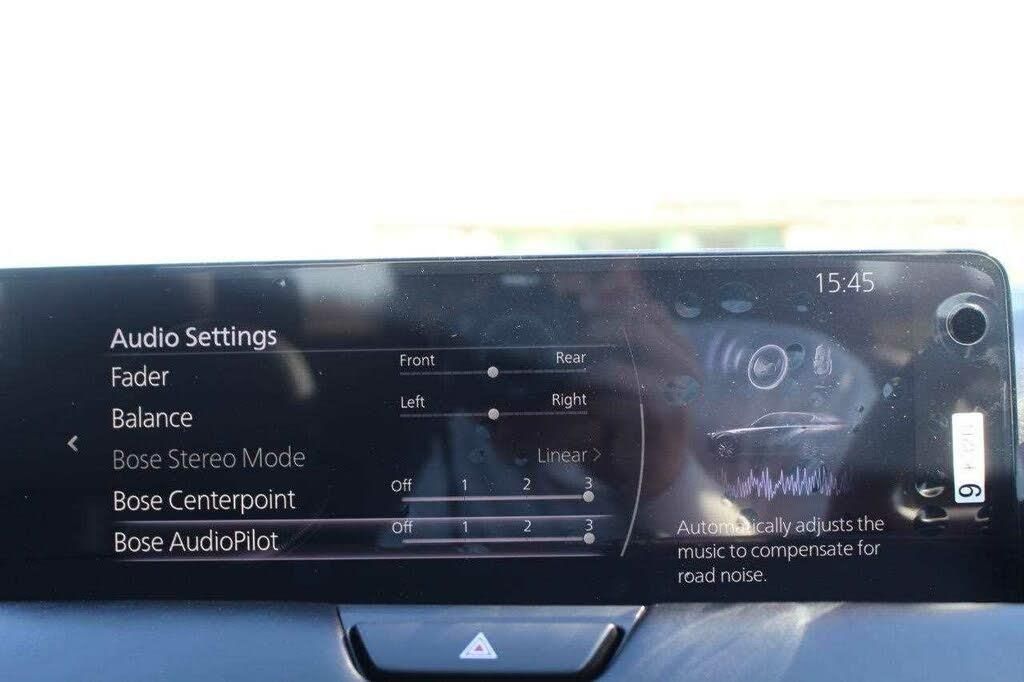 15:45
Audio Settings
Fader Front Rear
Balance Left Right
Bose Stereo Mode Linear >
Bose Centerpoint Off 1 2 3
Bose AudioPilot Off 1 2 3
Automatically adjusts the
music to compensate for
road noise.
6